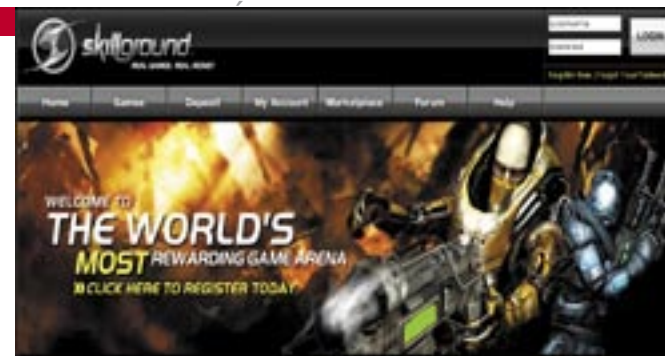 skillground
REAL GAMES. REAL MONEY.
LOGIN
Home Games Deposit My Account Marketplace Forum Help
WELCOME TO
THE WORLD'S
MOST REWARDING GAME ARENA
CLICK HERE TO REGISTER TODAY